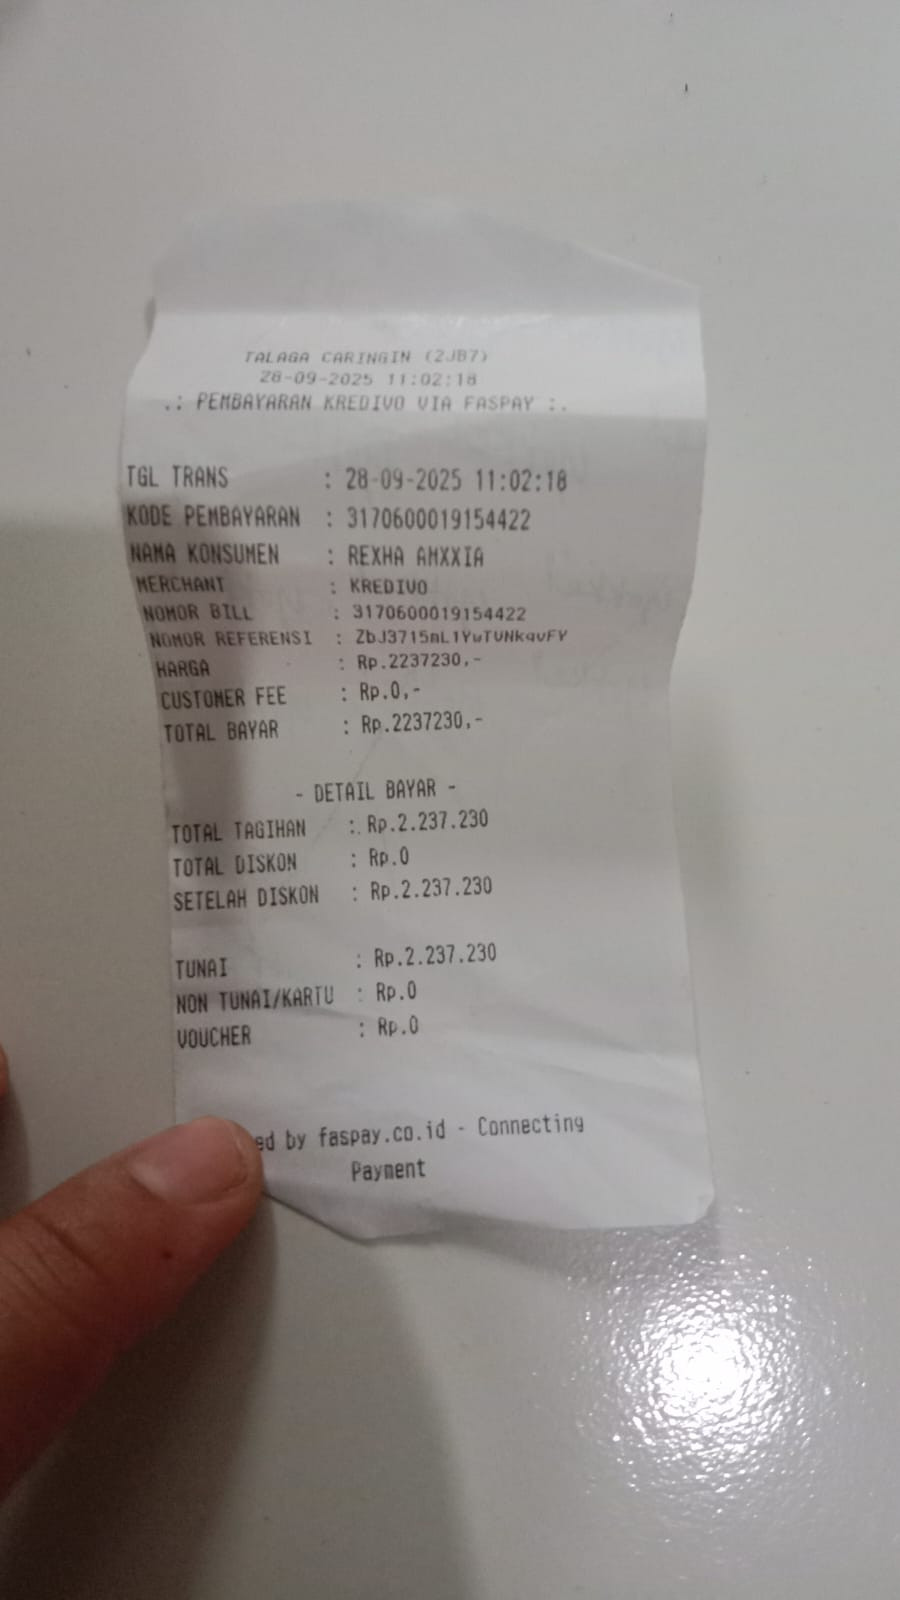 TALAGA CARINGIN (2JB7)
28-09-2025 11:02:18
.: PEMBAYARAN KREDIVO VIA FASPAY :.
TGL TRANS : 28-09-2025 11:02:18
KODE PEMBAYARAN : 3170600019154422
NAMA KONSUMEN : REXHA AMXXIA
MERCHANT : KREDIVO
NOMOR BILL : 3170600019154422
NOMOR REFERENSI :
HARGA : Rp.2237230,-
CUSTOMER FEE : Rp.0,-
TOTAL BAYAR : Rp.2237230,-
- DETAIL BAYAR -
TOTAL TAGIHAN : Rp.2.237.230
TOTAL DISKON : Rp.0
SETELAH DISKON : Rp.2.237.230
TUNAI : Rp.2.237.230
NON TUNAI/KARTU : Rp.0
VOUCHER : Rp.0
by faspay.co.id - Connecting
Payment